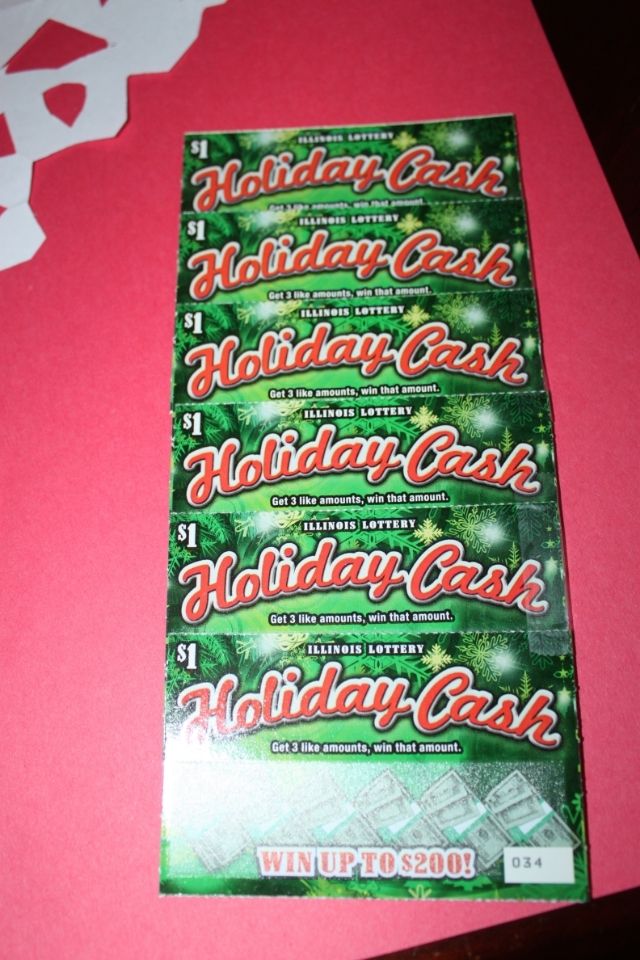 ILLINOIS LOTTERY
$1
Holiday Cash
Get 3 like amounts, win that amount.
ILLINOIS LOTTERY
$1
Holiday Cash
Get 3 like amounts, win that amount.
ILLINOIS LOTTERY
$1
Holiday Cash
Get 3 like amounts, win that amount.
ILLINOIS LOTTERY
$1
Holiday Cash
Get 3 like amounts, win that amount.
ILLINOIS LOTTERY
$1
Holiday Cash
Get 3 like amounts, win that amount.
ILLINOIS LOTTERY
$1
Holiday Cash
Get 3 like amounts, win that amount.
WIN UP TO $200!
034